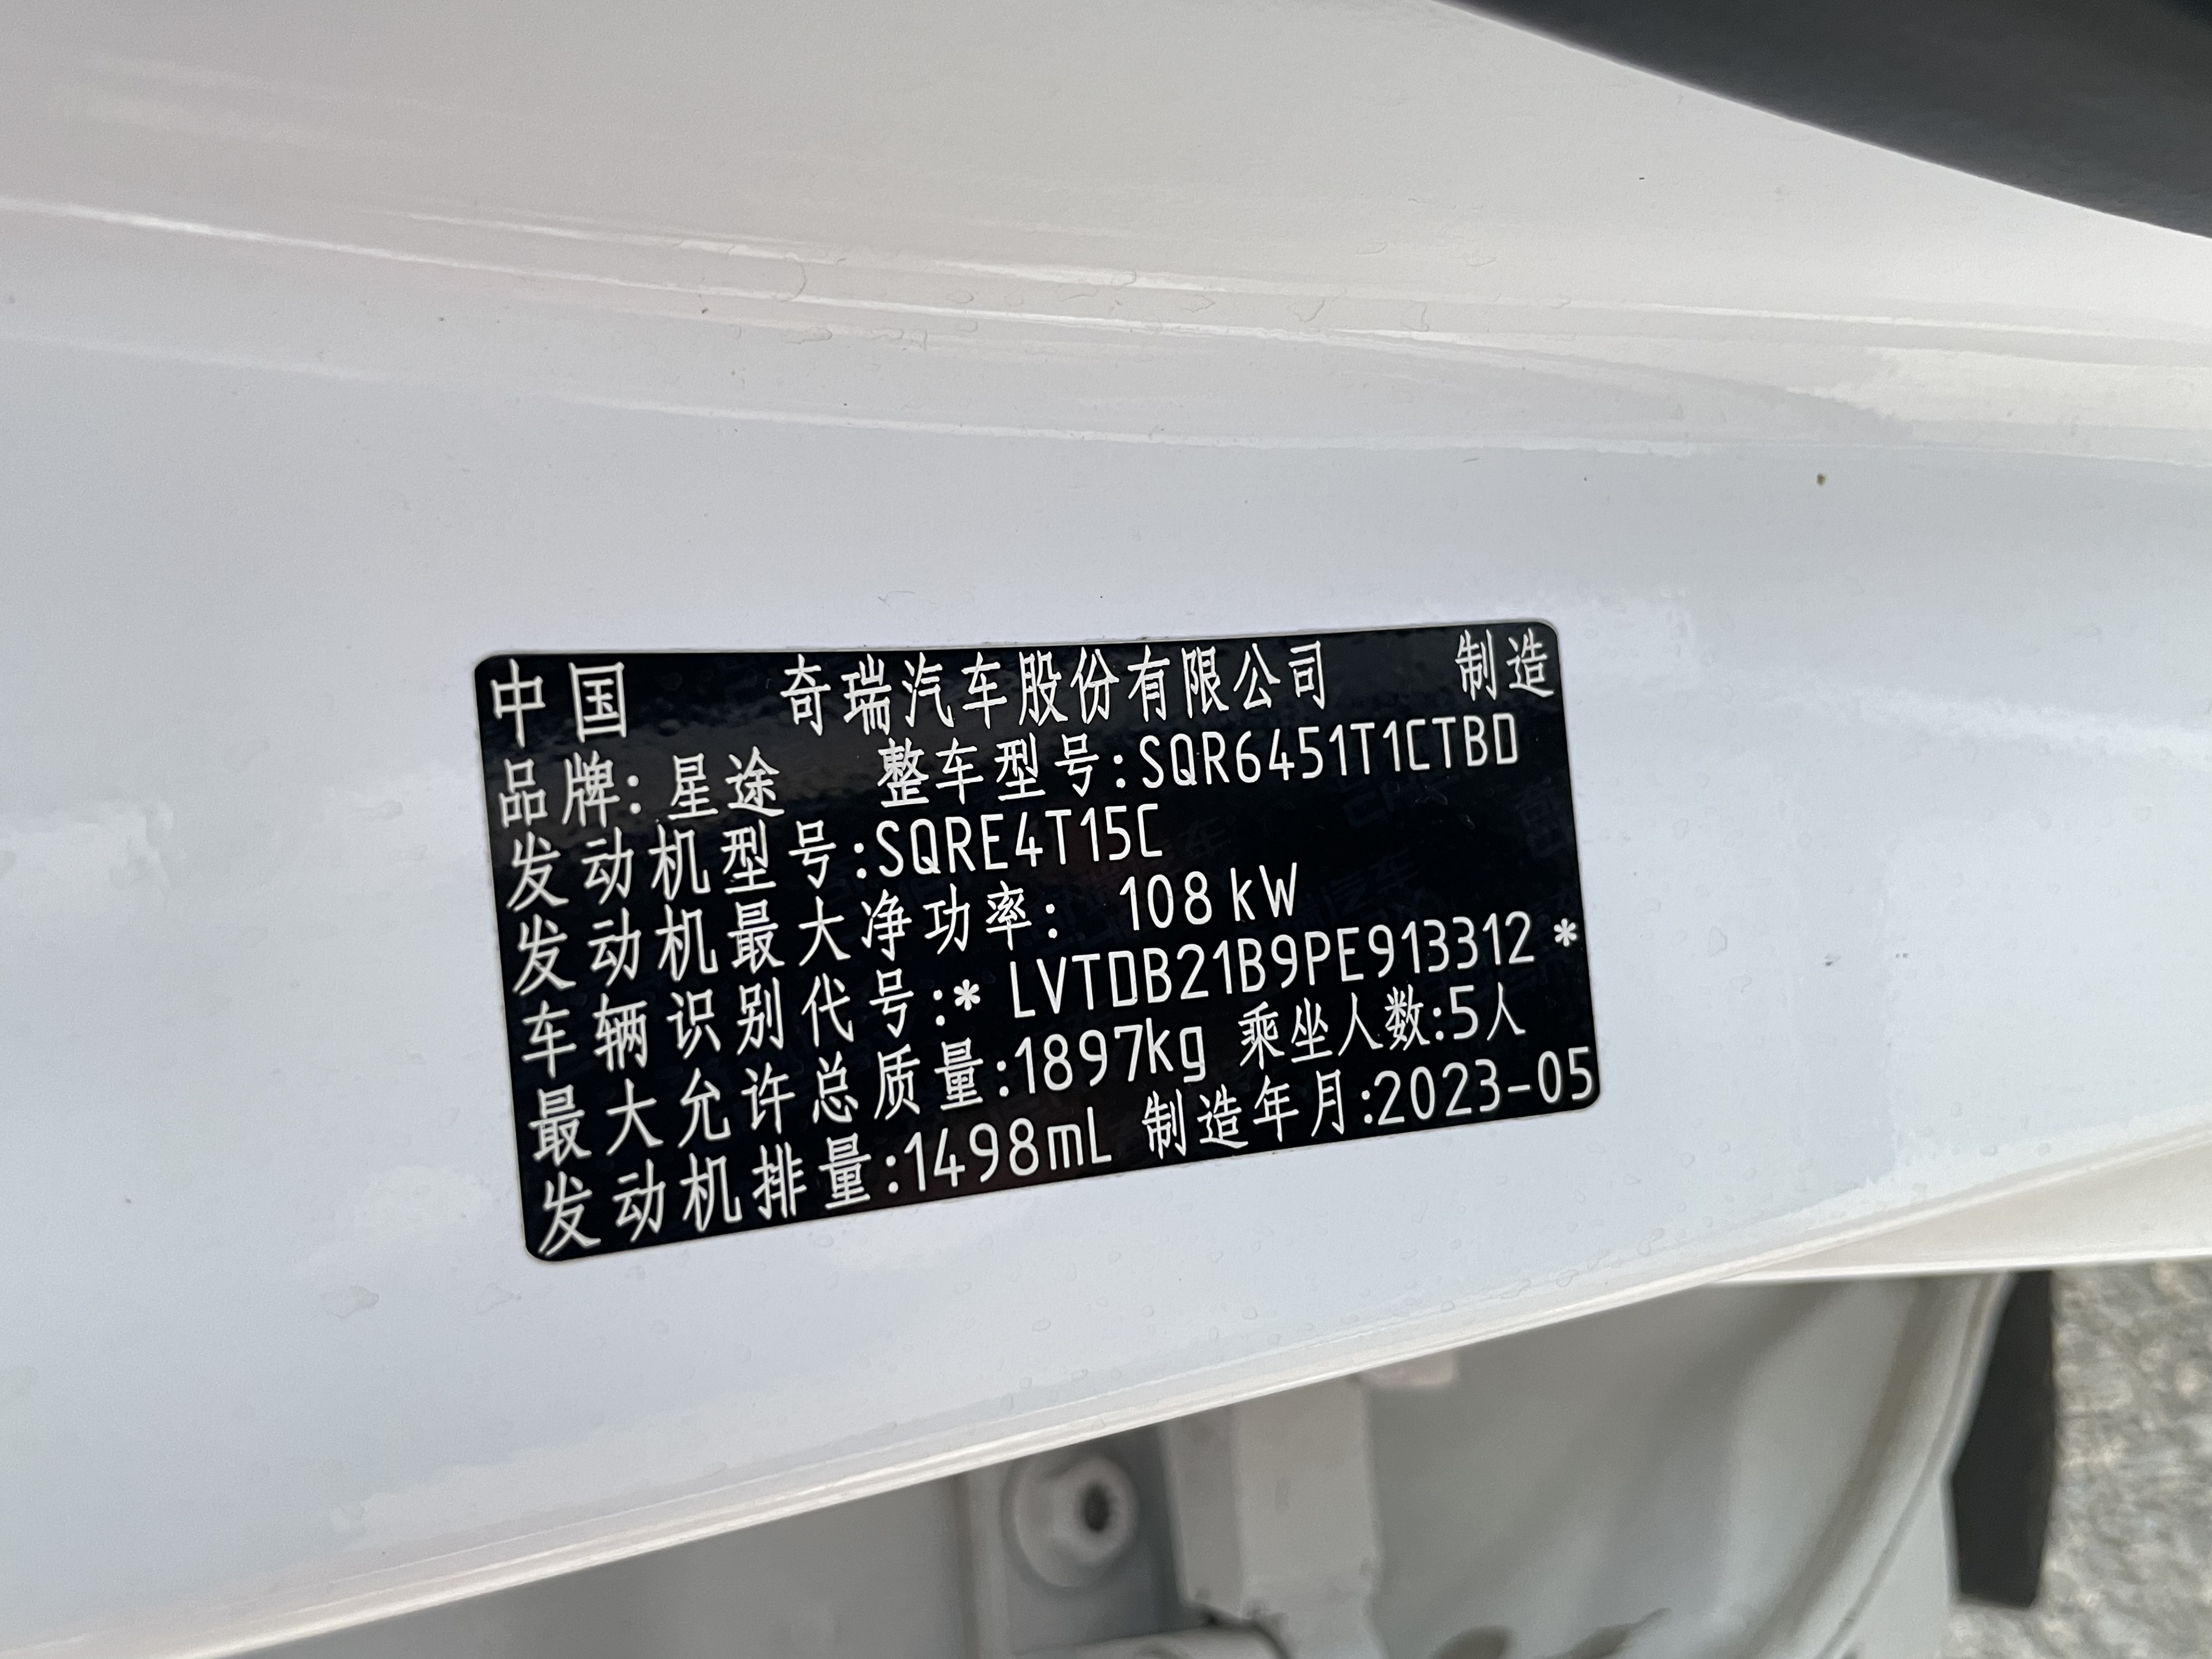 中国 奇瑞汽车股份有限公司 制造
品牌: 星途 整车型号:SQR6451T1CTBD
发动机型号:SQRE4T15C
发动机最大净功率: 108 kW
车辆识别代号:* LVTDB21B9PE913312 *
最大允许总质量:1897kg 乘坐人数:5人
发动机排量:1498mL 制造年月:2023-05